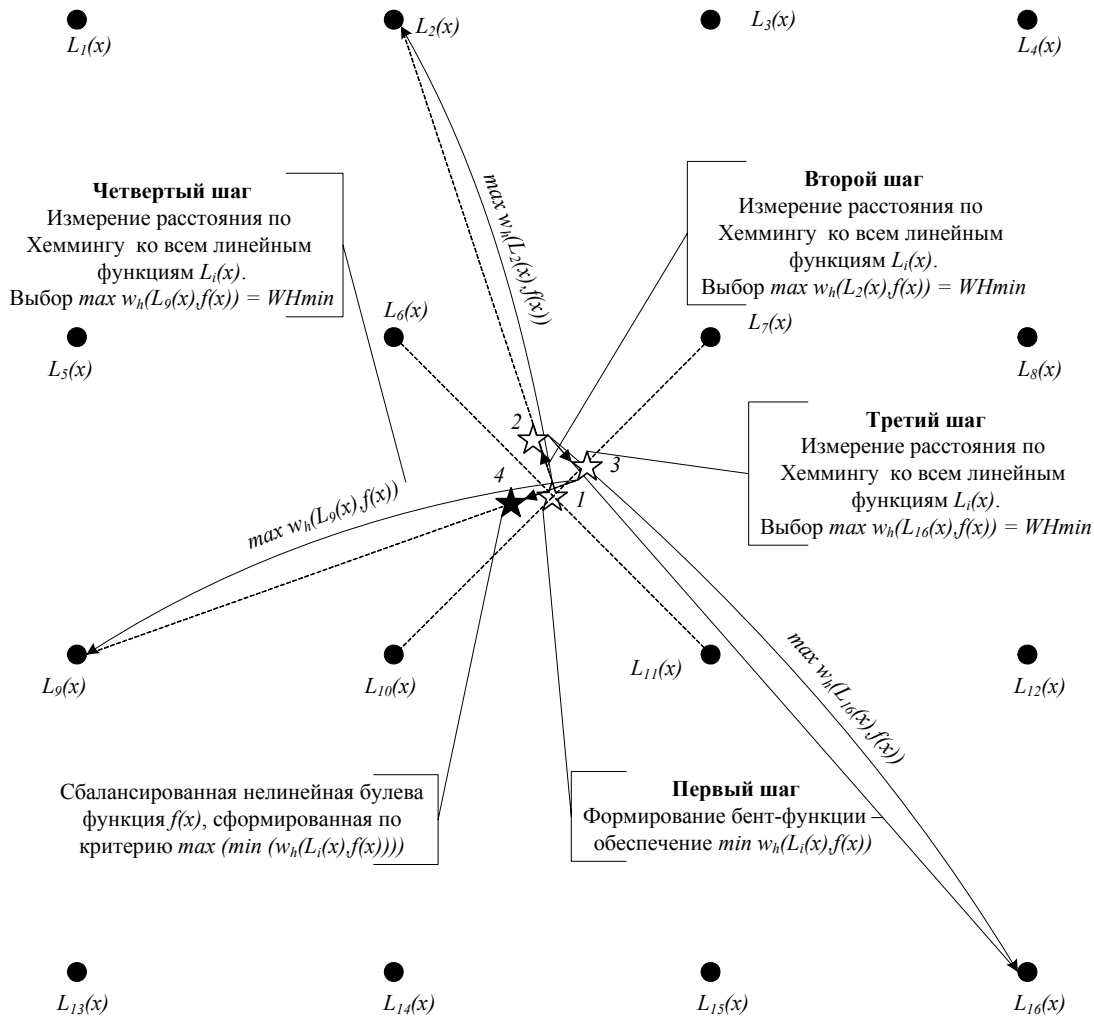 L₁(x)
L₂(x)
L₃(x)
L₄(x)
Четвертый шаг
Измерение расстояния по
Хеммингу ко всем линейным
функциям Lᵢ(x).
Выбор max wₕ(L₉(x),f(x)) = WHmin
max wₕ(L₂(x),f(x))
Второй шаг
Измерение расстояния по
Хеммингу ко всем линейным
функциям Lᵢ(x).
Выбор max wₕ(L₂(x),f(x)) = WHmin
L₅(x)
L₆(x)
L₇(x)
L₈(x)
2
3
4
1
Третий шаг
Измерение расстояния по
Хеммингу ко всем линейным
функциям Lᵢ(x).
Выбор max wₕ(L₁₆(x),f(x)) = WHmin
max wₕ(L₉(x),f(x))
L₉(x)
L₁₀(x)
L₁₁(x)
L₁₂(x)
max wₕ(L₁₆(x),f(x))
Сбалансированная нелинейная булева
функция f(x), сформированная по
критерию max (min (wₕ(Lᵢ(x),f(x))))
Первый шаг
Формирование бент-функции –
обеспечение min wₕ(Lᵢ(x),f(x))
L₁₃(x)
L₁₄(x)
L₁₅(x)
L₁₆(x)